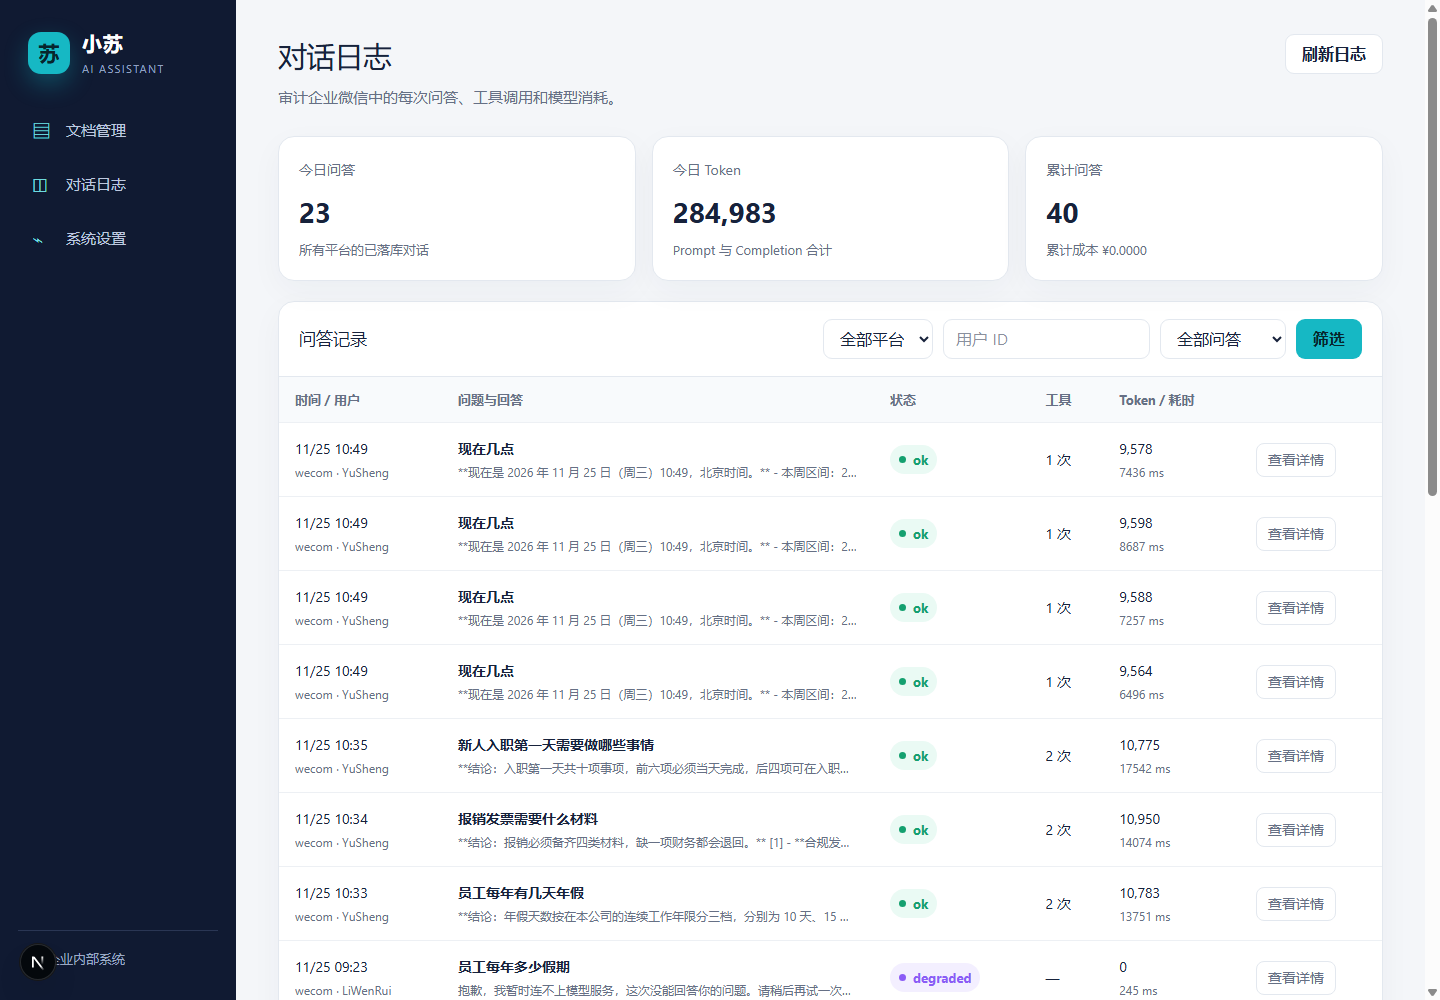 苏
小苏
AI ASSISTANT
文档管理
对话日志
系统设置
N
业内部系统
对话日志
审计企业微信中的每次问答、工具调用和模型消耗。
刷新日志
今日问答
23
所有平台的已落库对话
今日 Token
284,983
Prompt 与 Completion 合计
累计问答
40
累计成本 ¥0.0000
问答记录
全部平台
用户 ID
全部问答
筛选
时间 / 用户 问题与回答 状态 工具 Token / 耗时
11/25 10:49 现在几点 ok 1 次 9,578 查看详情
wecom · YuSheng **现在是 2026 年 11 月 25 日（周三）10:49，北京时间。** - 本周区间：2... 7436 ms
11/25 10:49 现在几点 ok 1 次 9,598 查看详情
wecom · YuSheng **现在是 2026 年 11 月 25 日（周三）10:49，北京时间。** - 本周区间：2... 8687 ms
11/25 10:49 现在几点 ok 1 次 9,588 查看详情
wecom · YuSheng **现在是 2026 年 11 月 25 日（周三）10:49，北京时间。** - 本周区间：2... 7257 ms
11/25 10:49 现在几点 ok 1 次 9,564 查看详情
wecom · YuSheng **现在是 2026 年 11 月 25 日（周三）10:49，北京时间。** - 本周区间：2... 6496 ms
11/25 10:35 新人入职第一天需要做哪些事情 ok 2 次 10,775 查看详情
wecom · YuSheng **结论：入职第一天共十项事项，前六项必须当天完成，后四项可在入职... 17542 ms
11/25 10:34 报销发票需要什么材料 ok 2 次 10,950 查看详情
wecom · YuSheng **结论：报销必须备齐四类材料，缺一项财务都会退回。** [1] - **合规发... 14074 ms
11/25 10:33 员工每年有几天年假 ok 2 次 10,783 查看详情
wecom · YuSheng **结论：年假天数按在本公司的连续工作年限分三档，分别为 10 天、15 ... 13751 ms
11/25 09:23 员工每年多少假期 degraded — 0 查看详情
wecom · LiWenRui 抱歉，我暂时连不上模型服务，这次没能回答你的问题。请稍后再试一次... 245 ms